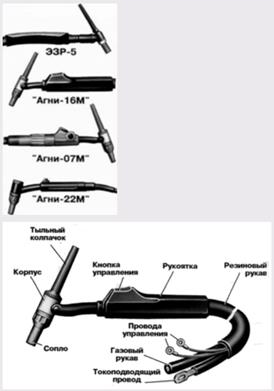 ЭЗР-5
"Агни-16М"
"Агни-07М"
"Агни-22М"
Тыльный
колпачок
Корпус
Кнопка
управления
Рукоятка
Резиновый
рукав
Провода
управления
Сопло
Газовый
рукав
Токоподводящий
провод